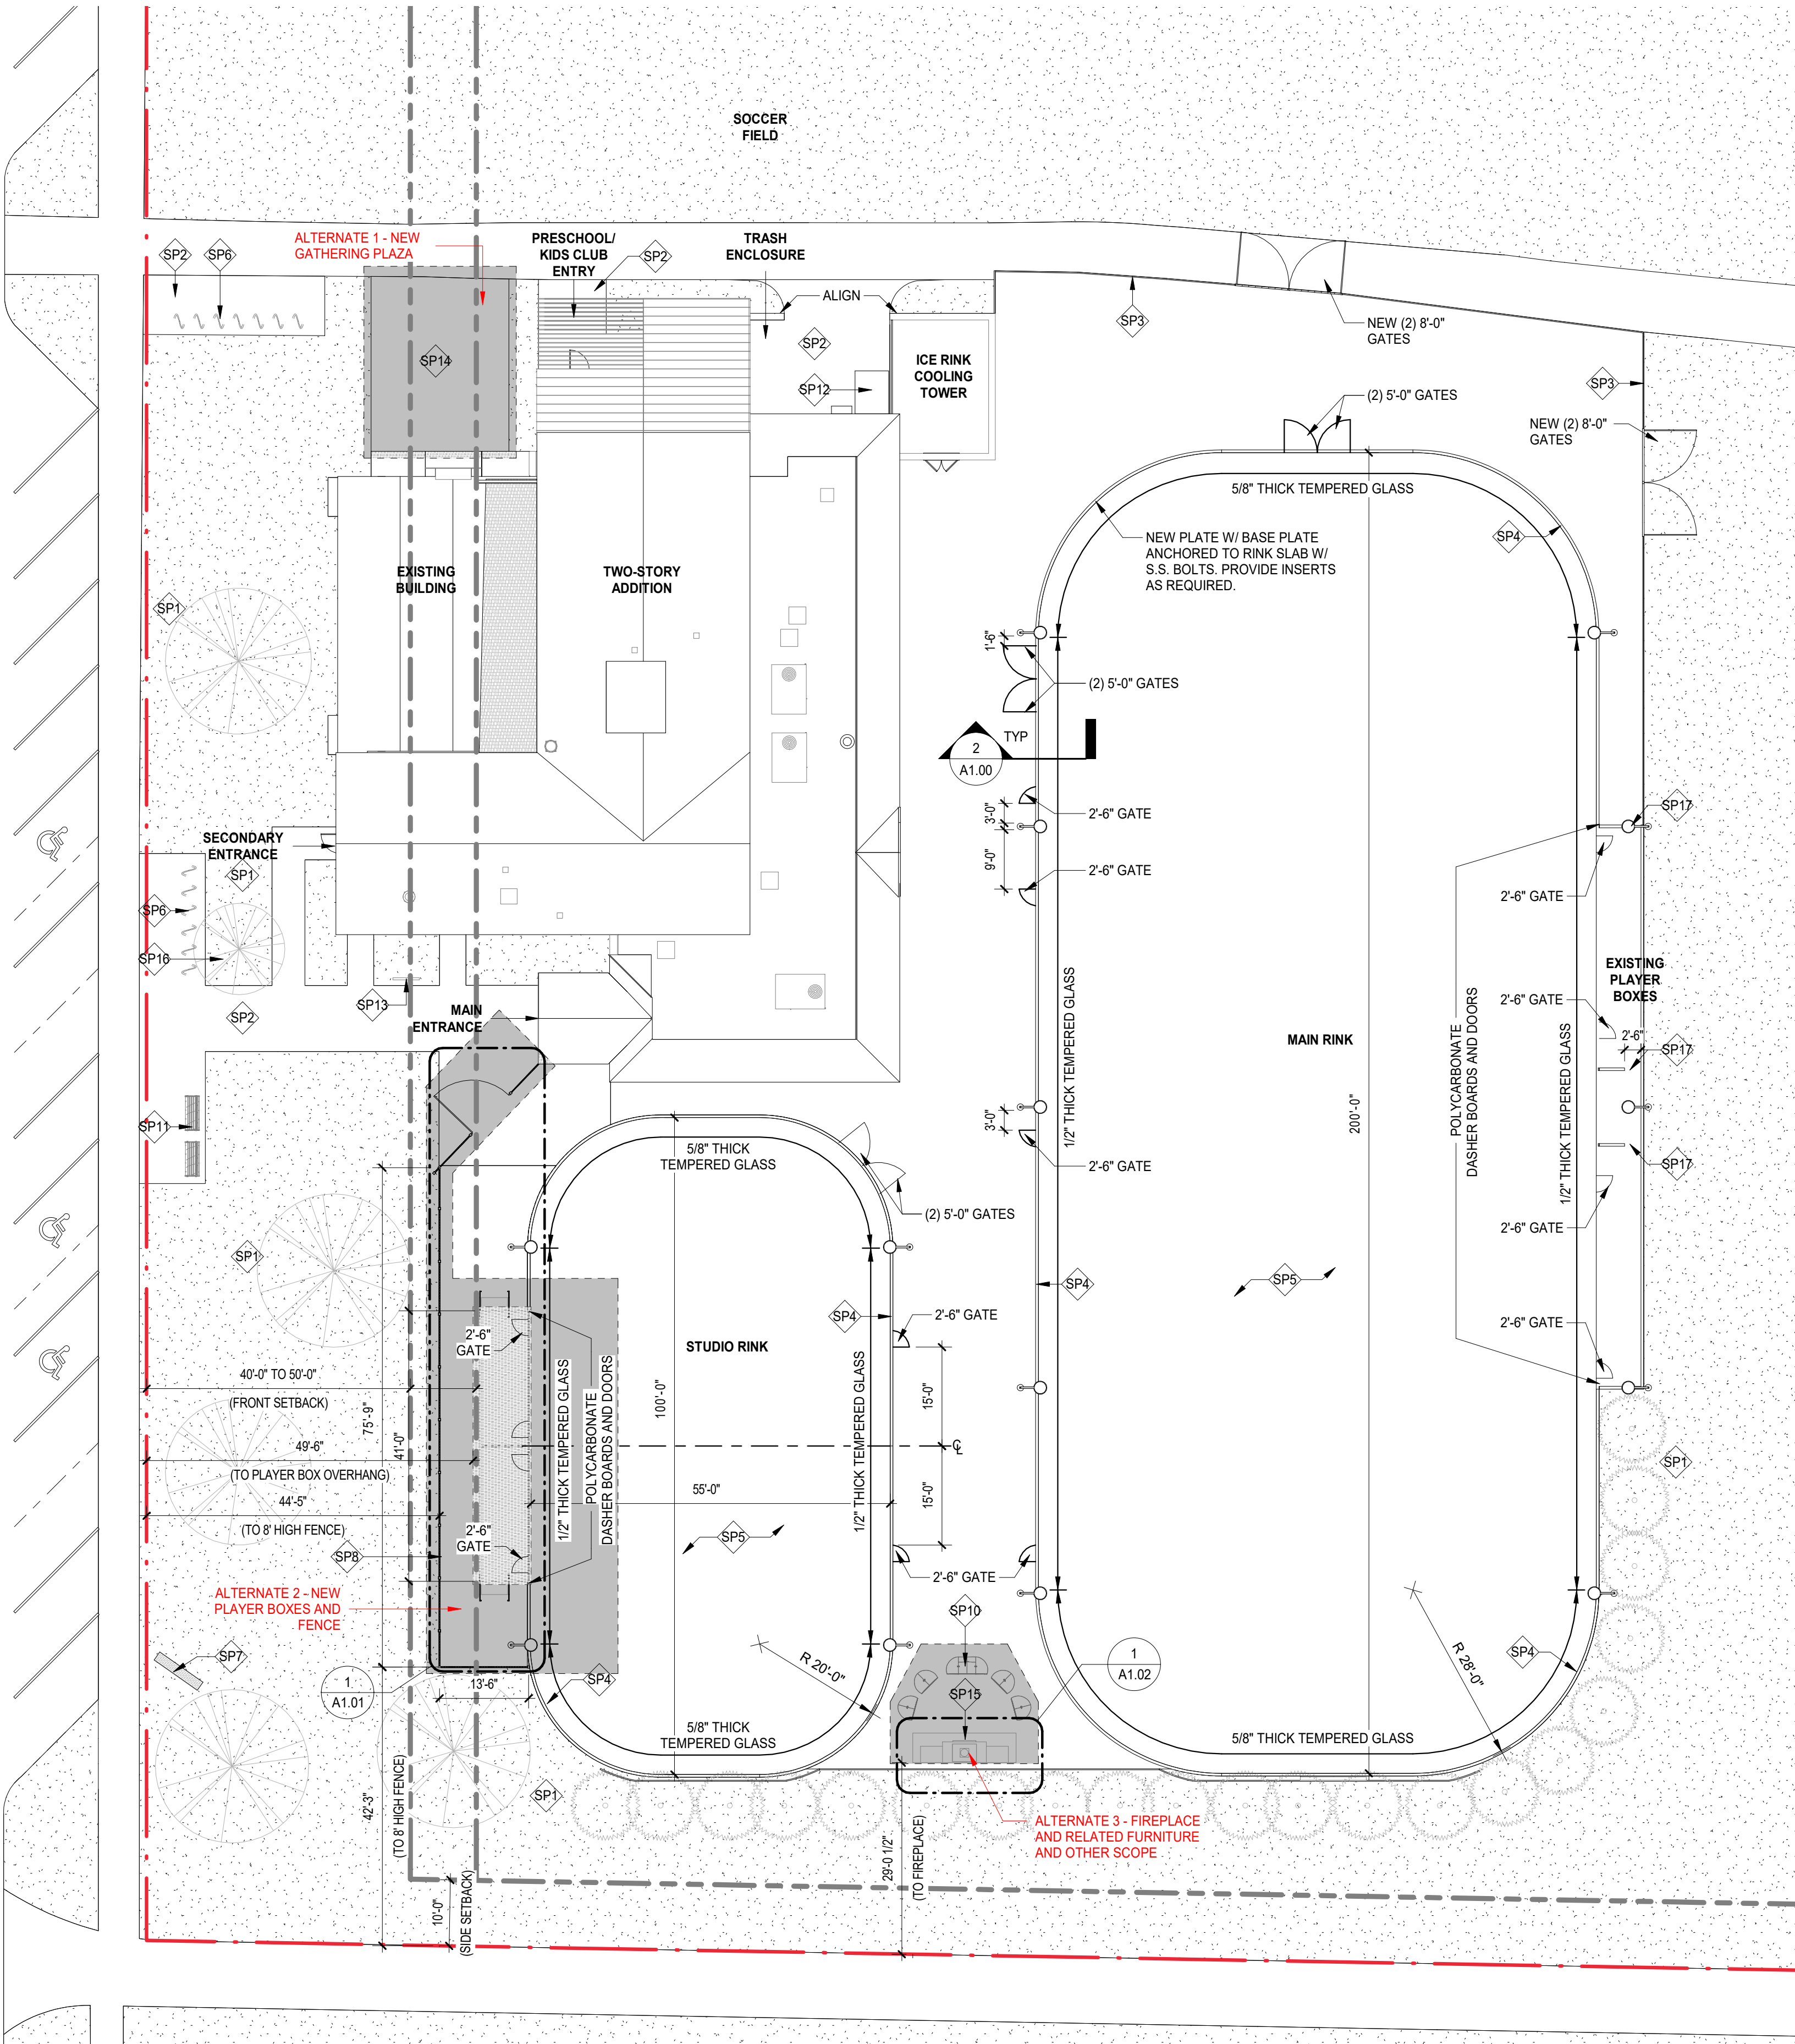 SOCCER
FIELD
ALTERNATE 1 - NEW
GATHERING PLAZA
PRESCHOOL/
KIDS CLUB
ENTRY
TRASH
ENCLOSURE
SP2
SP6
SP2
ALIGN
SP3
NEW (2) 8'-0"
GATES
SP14
SP2
SP12
ICE RINK
COOLING
TOWER
SP3
(2) 5'-0" GATES
NEW (2) 8'-0"
GATES
5/8" THICK TEMPERED GLASS
SP4
NEW PLATE W/ BASE PLATE
ANCHORED TO RINK SLAB W/
S.S. BOLTS. PROVIDE INSERTS
AS REQUIRED.
EXISTING
BUILDING
TWO-STORY
ADDITION
SP1
1'-6"
(2) 5'-0" GATES
TYP
2
A1.00
3'-0"
2'-6" GATE
SP17
SECONDARY
ENTRANCE
SP1
9'-0"
2'-6" GATE
2'-6" GATE
SP6
SP16
SP13
SP2
MAIN
ENTRANCE
1/2" THICK TEMPERED GLASS
MAIN RINK
200'-0"
POLYCARBONATE
DASHER BOARDS AND DOORS
2'-6" GATE
1/2" THICK TEMPERED GLASS
EXISTING
PLAYER
BOXES
2'-6"
SP17
SP11
3'-0"
2'-6" GATE
SP17
5/8" THICK
TEMPERED GLASS
(2) 5'-0" GATES
2'-6" GATE
SP1
SP4
SP5
SP4
2'-6" GATE
2'-6" GATE
2'-6"
GATE
STUDIO RINK
40'-0" TO 50'-0"
(FRONT SETBACK)
75'-9"
41'-0"
1/2" THICK TEMPERED GLASS
POLYCARBONATE
DASHER BOARDS AND DOORS
100'-0"
1/2" THICK TEMPERED GLASS
15'-0"
49'-6"
(TO PLAYER BOX OVERHANG)
SP1
44'-5"
(TO 8' HIGH FENCE)
55'-0"
15'-0"
2'-6"
GATE
SP5
SP8
2'-6" GATE
ALTERNATE 2 - NEW
PLAYER BOXES AND
FENCE
SP10
SP7
1
A1.01
13'-6"
SP4
R 20'-0"
SP15
1
A1.02
R 28'-0"
SP4
5/8" THICK
TEMPERED GLASS
5/8" THICK TEMPERED GLASS
42'-3"
(TO 8' HIGH FENCE)
SP1
29'-0 1/2"
(TO FIREPLACE)
ALTERNATE 3 - FIREPLACE
AND RELATED FURNITURE
AND OTHER SCOPE
10'-0"
(SIDE SETBACK)